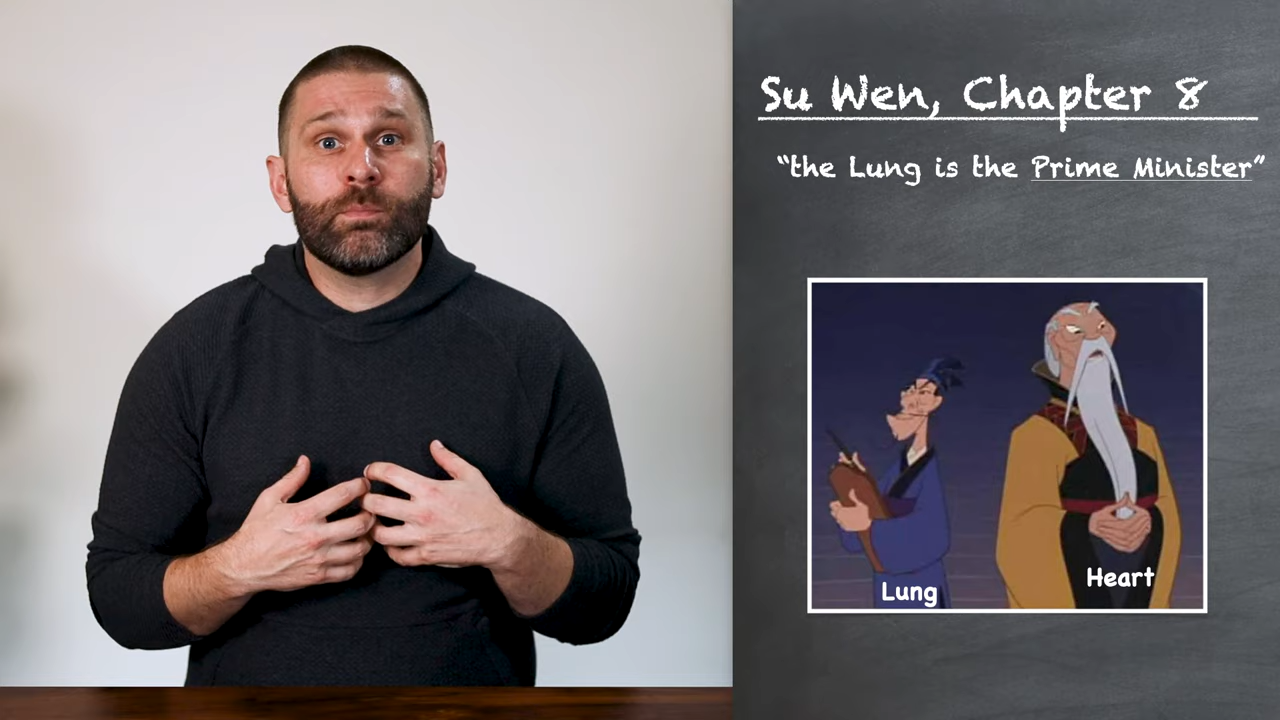 Su Wen, Chapter 8
“the Lung is the Prime Minister”
Lung
Heart